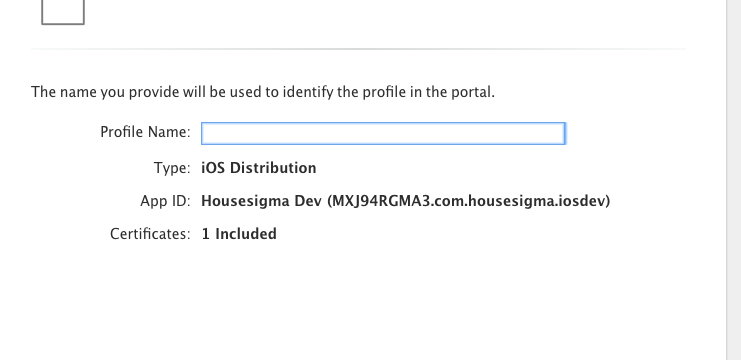 The name you provide will be used to identify the profile in the portal.
Profile Name:
Type: iOS Distribution
App ID: Housesigma Dev (MXJ94RGMA3.com.housesigma.iosdev)
Certificates: 1 Included